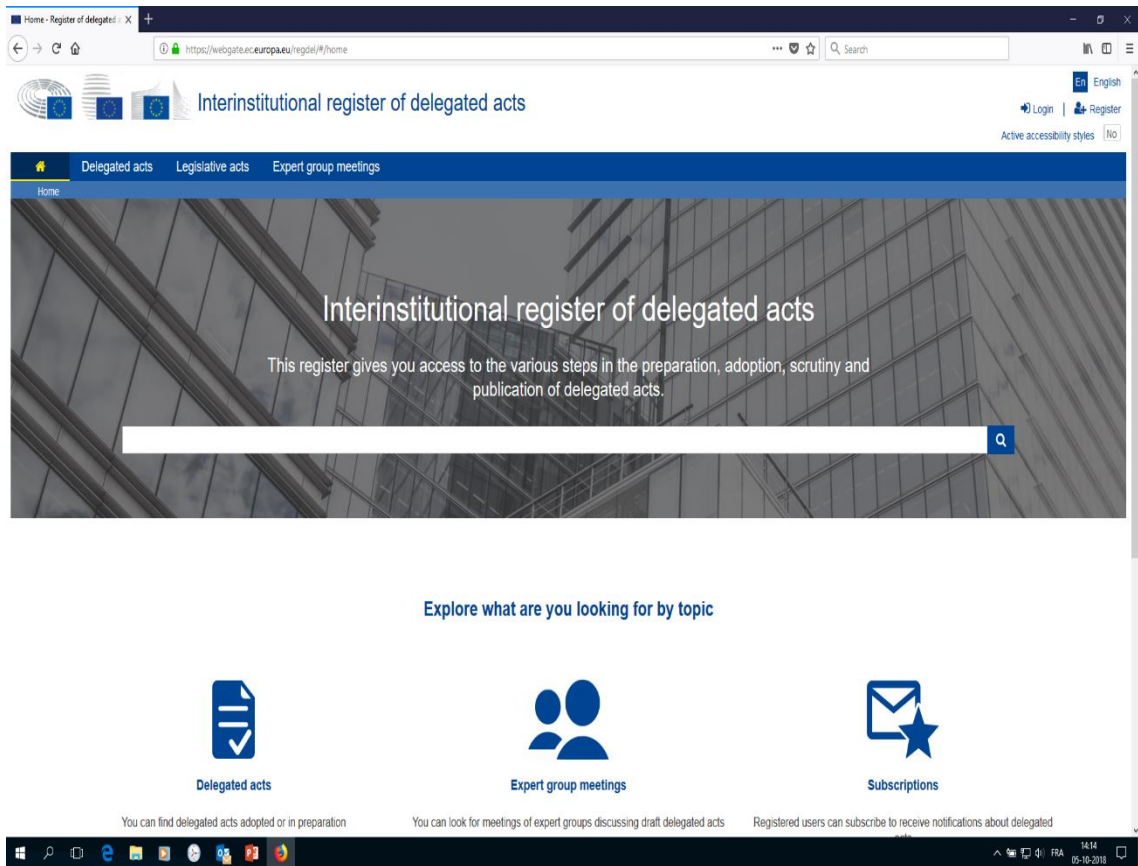 Home - Register of delegated
https://webgate.ec.europa.eu/regdel/#/home
Search
En English
Interinstitutional register of delegated acts
Login | Register
Active accessibility styles No
Delegated acts Legislative acts Expert group meetings
Home
Interinstitutional register of delegated acts
This register gives you access to the various steps in the preparation, adoption, scrutiny and
publication of delegated acts.
Explore what are you looking for by topic
Delegated acts
Expert group meetings
Subscriptions
You can find delegated acts adopted or in preparation
You can look for meetings of expert groups discussing draft delegated acts
Registered users can subscribe to receive notifications about delegated
FRA
14:14
05-10-2018